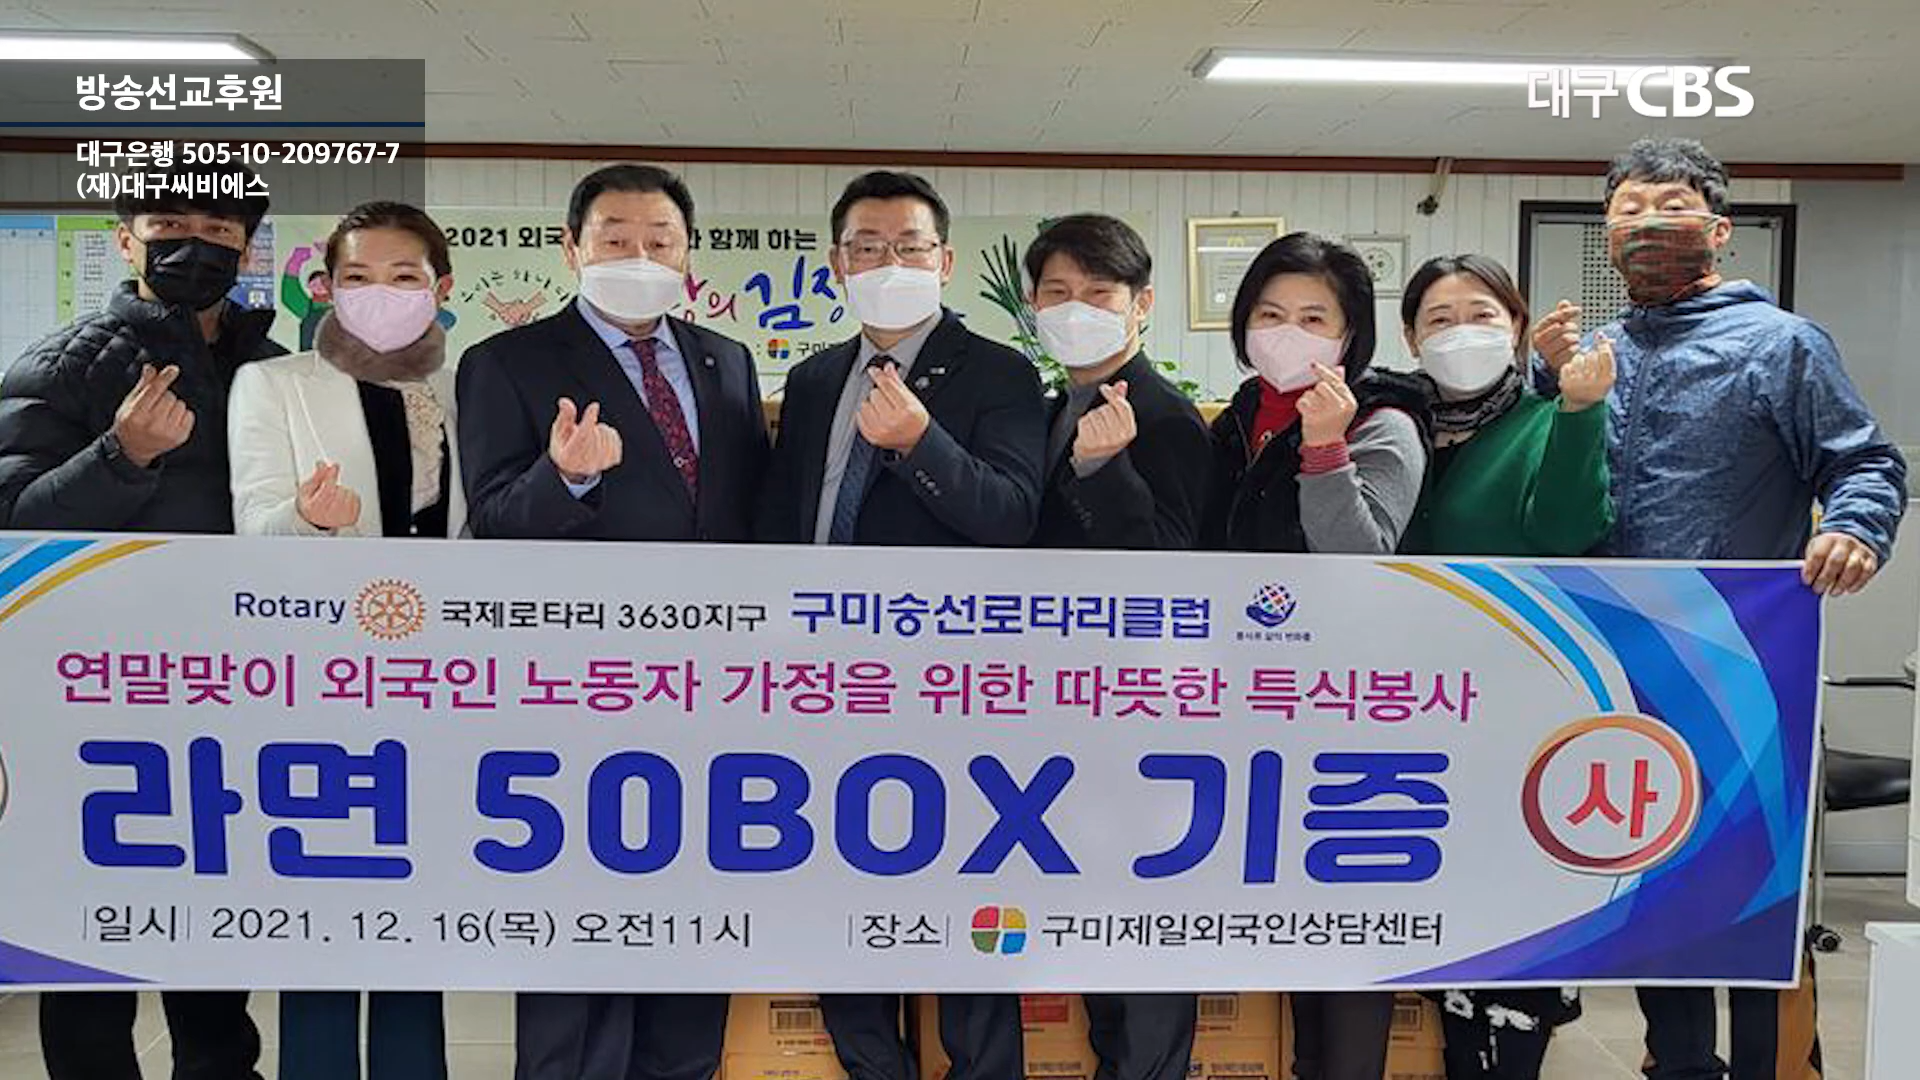 방송선교후원
대구은행 505-10-209767-7
(재)대구씨비에스
대구CBS
2021 외국 함께 하는
의 김장
Rotary 국제로타리 3630지구 구미송선로타리클럽
연말맞이 외국인 노동자 가정을 위한 따뜻한 특식봉사
라면 50BOX 기증
사
일시 2021. 12. 16(목) 오전11시
장소 구미제일외국인상담센터